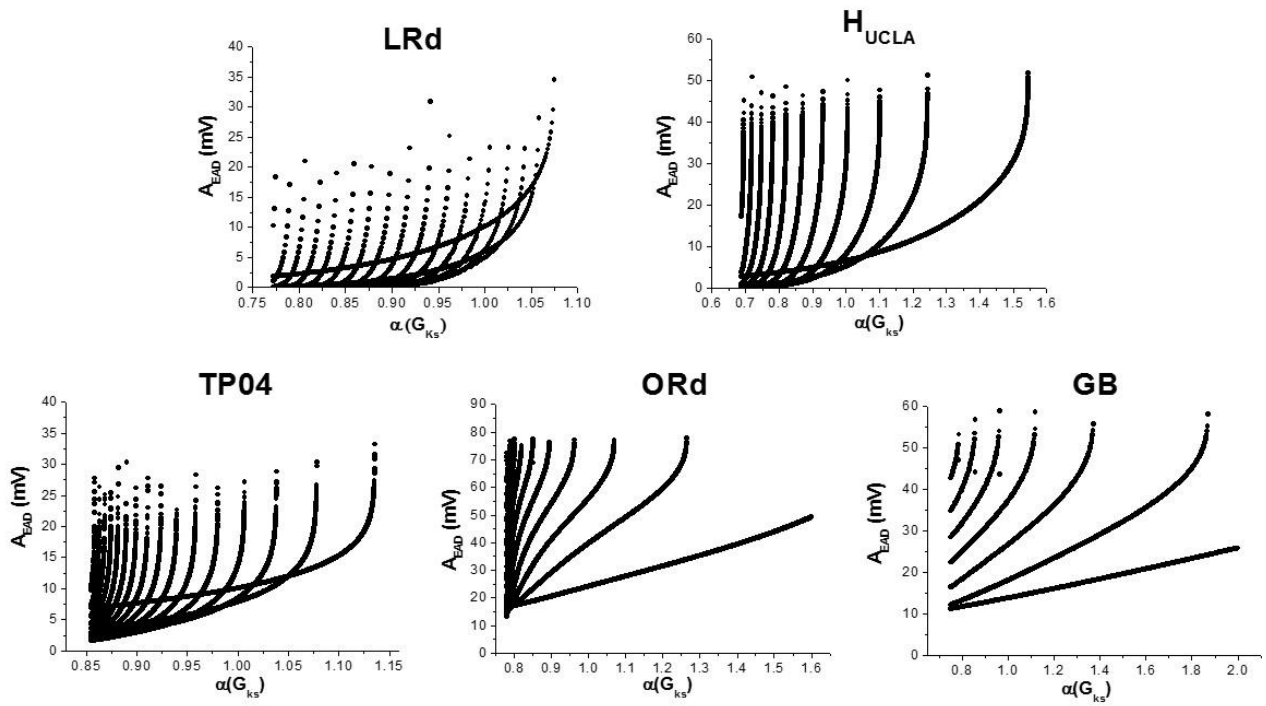 LRd
A_EAD (mV)
40
35
30
25
20
15
10
5
0
0.75 0.80 0.85 0.90 0.95 1.00 1.05 1.10
α (G_Ks)
H_UCLA
A_EAD (mV)
60
50
40
30
20
10
0
0.6 0.7 0.8 0.9 1.0 1.1 1.2 1.3 1.4 1.5 1.6
α(G_ks)
TP04
A_EAD (mV)
40
35
30
25
20
15
10
5
0
0.85 0.90 0.95 1.00 1.05 1.10 1.15
α(G_ks)
ORd
A_EAD (mV)
90
80
70
60
50
40
30
20
10
0
0.8 0.9 1.0 1.1 1.2 1.3 1.4 1.5 1.6
α(G_ks)
GB
A_EAD (mV)
60
50
40
30
20
10
0
0.8 1.0 1.2 1.4 1.6 1.8 2.0
α(G_ks)